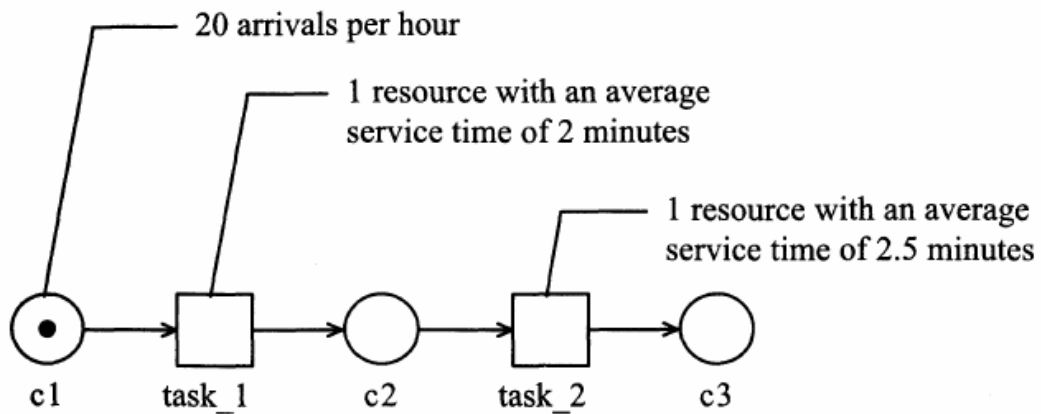 20 arrivals per hour
1 resource with an average
service time of 2 minutes
1 resource with an average
service time of 2.5 minutes
c1
task_1
c2
task_2
c3